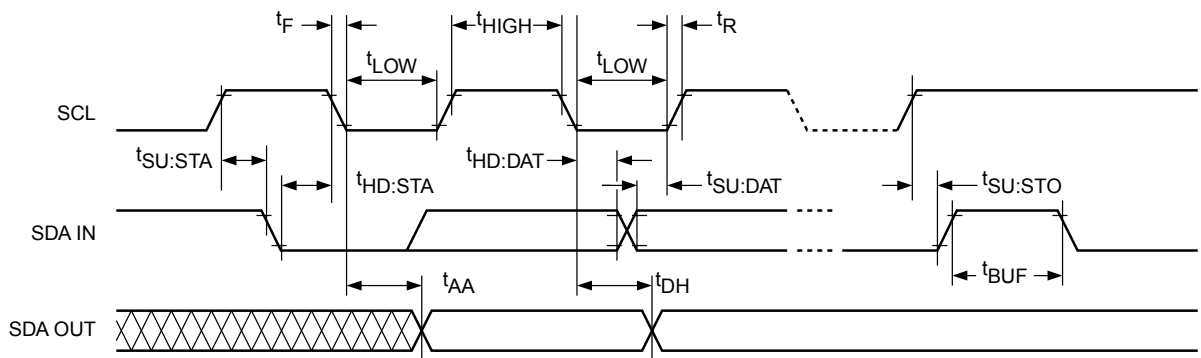 tF
tHIGH
tR
tLOW
tLOW
SCL
tSU:STA
tHD:STA
tHD:DAT
tSU:DAT
tSU:STO
SDA IN
tBUF
tAA
tDH
SDA OUT